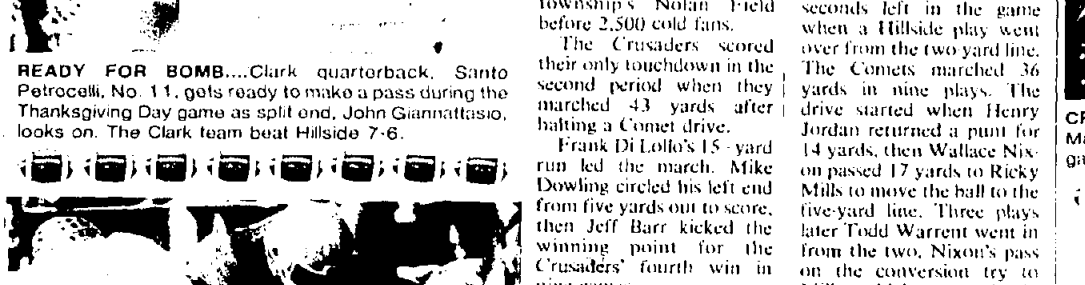 READY FOR BOMB....Clark quarterback, Santo
Petrocelli, No. 11, gets ready to make a pass during the
Thanksgiving Day game as split end, John Giannattasio,
looks on. The Clark team beat Hillside 7-6.
township's Nolan Field
before 2,500 cold fans.
The Crusaders scored
their only touchdown in the
second period when they
marched 43 yards after
halting a Comet drive.
Frank Di Lollo's 15-yard
run led the march. Mike
Dowling circled his left end
from five yards out to score,
then Jeff Barr kicked the
winning point for the
Crusaders' fourth win in
seconds left in the game
when a Hillside play went
over from the two yard line.
The Comets marched 36
yards in nine plays. The
drive started when Henry
Jordan returned a punt for
14 yards, then Wallace Nix-
on passed 17 yards to Ricky
Mills to move the ball to the
five-yard line. Three plays
later Todd Warrent went in
from the two. Nixon's pass
on the conversion try to